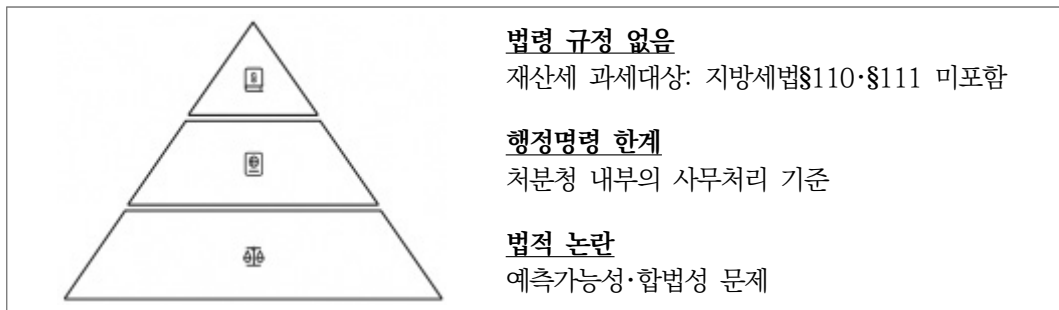 법령 규정 없음
재산세 과세대상: 지방세법§110·§111 미포함
행정명령 한계
처분청 내부의 사무처리 기준
법적 논란
예측가능성·합법성 문제